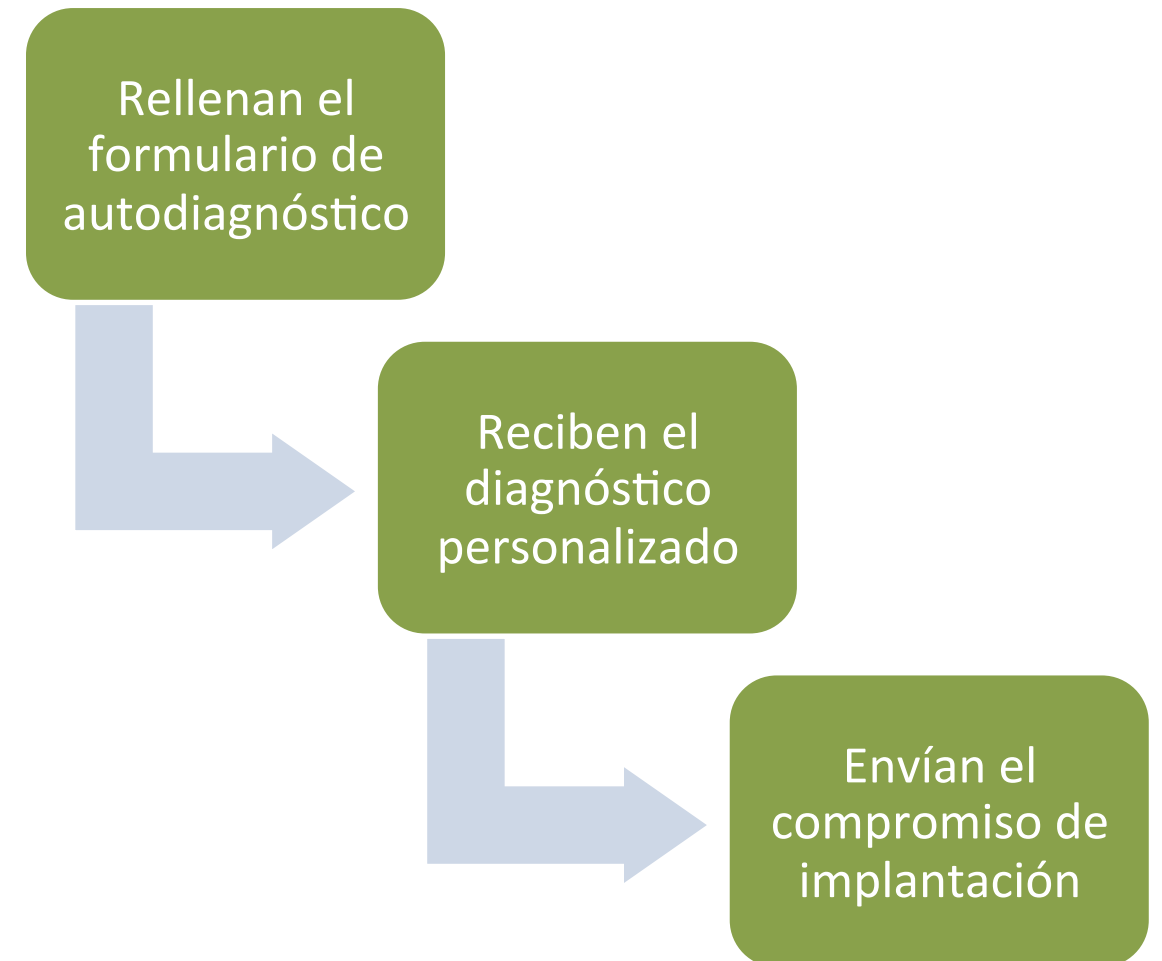 Rellenan el
formulario de
autodiagnóstico
Reciben el
diagnóstico
personalizado
Envían el
compromiso de
implantación